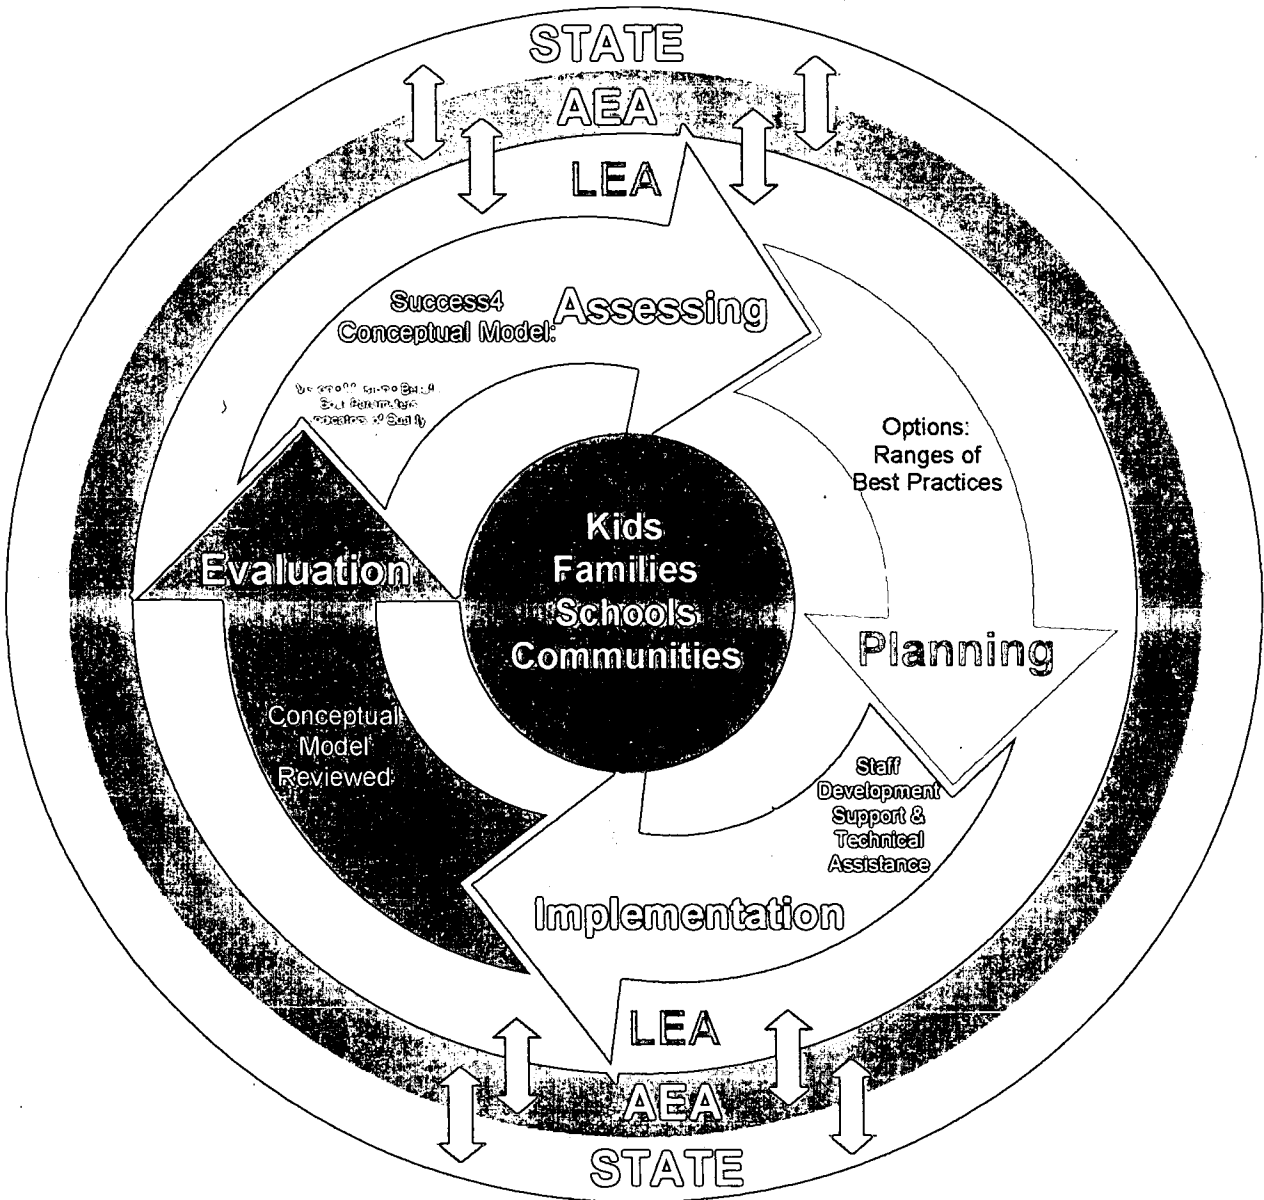 STATE
AEA
LEA
Success4
Conceptual Model:
Assessing
Options:
Ranges of
Best Practices
Evaluation
Kids
Families
Schools
Communities
Planning
Conceptual
Model
Reviewed
Staff
Development
Support &
Technical
Assistance
Implementation
LEA
AEA
STATE